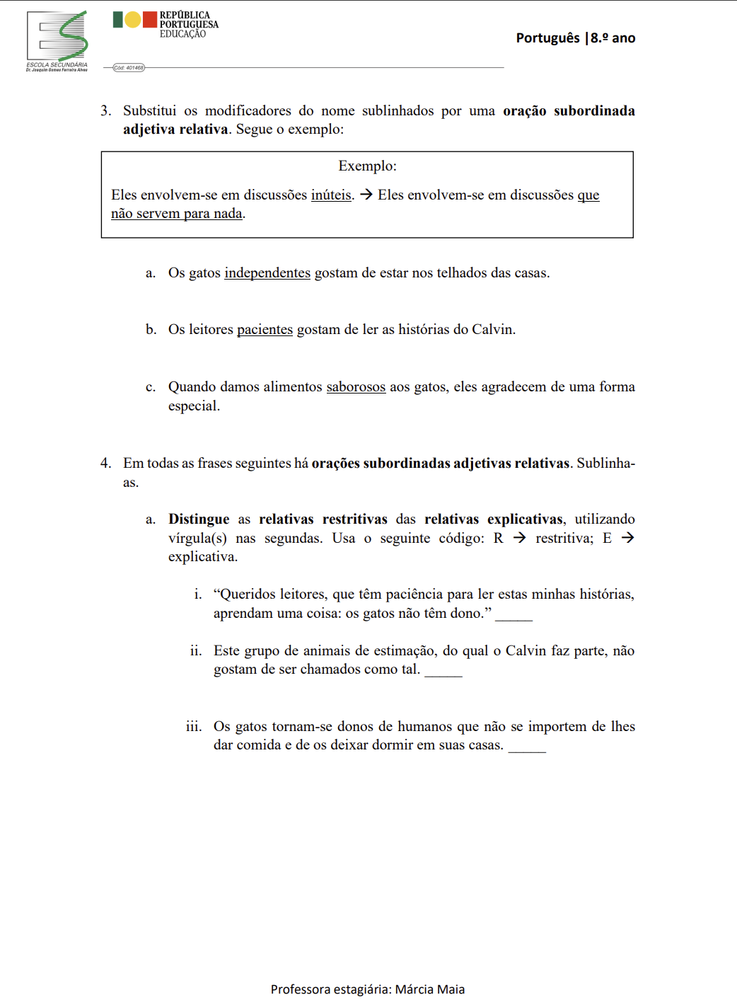 REPÚBLICA
PORTUGUESA
EDUCAÇÃO
ES
ESCOLA SECUNDÁRIA
Dr. Joaquim Gomes Ferreira Alves
Cód: 401468
Português |8.º ano
3. Substitui os modificadores do nome sublinhados por uma oração subordinada
adjetiva relativa. Segue o exemplo:
Exemplo:
Eles envolvem-se em discussões inúteis. → Eles envolvem-se em discussões que
não servem para nada.
a. Os gatos independentes gostam de estar nos telhados das casas.
b. Os leitores pacientes gostam de ler as histórias do Calvin.
c. Quando damos alimentos saborosos aos gatos, eles agradecem de uma forma
especial.
4. Em todas as frases seguintes há orações subordinadas adjetivas relativas. Sublinha-
as.
a. Distingue as relativas restritivas das relativas explicativas, utilizando
vírgula(s) nas segundas. Usa o seguinte código: R → restritiva; E →
explicativa.
i. “Queridos leitores, que têm paciência para ler estas minhas histórias,
aprendam uma coisa: os gatos não têm dono.” _____
ii. Este grupo de animais de estimação, do qual o Calvin faz parte, não
gostam de ser chamados como tal. _____
iii. Os gatos tornam-se donos de humanos que não se importem de lhes
dar comida e de os deixar dormir em suas casas. _____
Professora estagiária: Márcia Maia